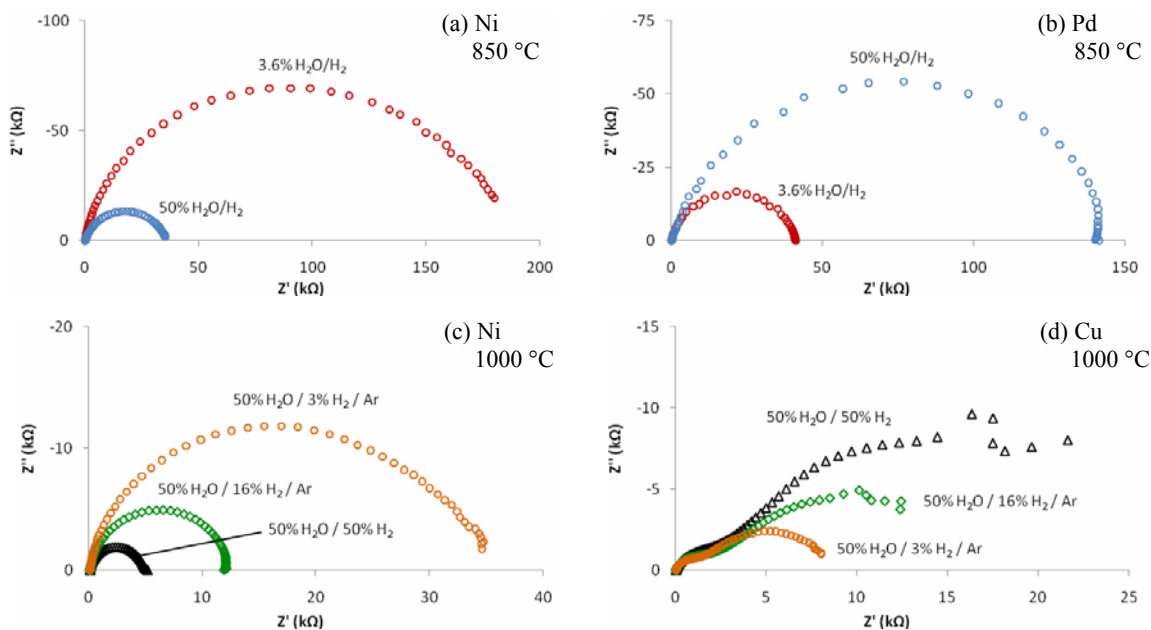 (a) Ni
850 °C
-100
-50
0
Z'' (kΩ)
3.6% H₂O/H₂
50% H₂O/H₂
0
50
100
150
200
Z' (kΩ)
(b) Pd
850 °C
-75
-50
-25
0
Z'' (kΩ)
50% H₂O/H₂
3.6% H₂O/H₂
0
50
100
150
Z' (kΩ)
(c) Ni
1000 °C
-20
-10
0
Z'' (kΩ)
50% H₂O / 3% H₂ / Ar
50% H₂O / 16% H₂ / Ar
50% H₂O / 50% H₂
0
10
20
30
40
Z' (kΩ)
(d) Cu
1000 °C
-15
-10
-5
0
Z'' (kΩ)
50% H₂O / 50% H₂
50% H₂O / 16% H₂ / Ar
50% H₂O / 3% H₂ / Ar
0
5
10
15
20
25
Z' (kΩ)